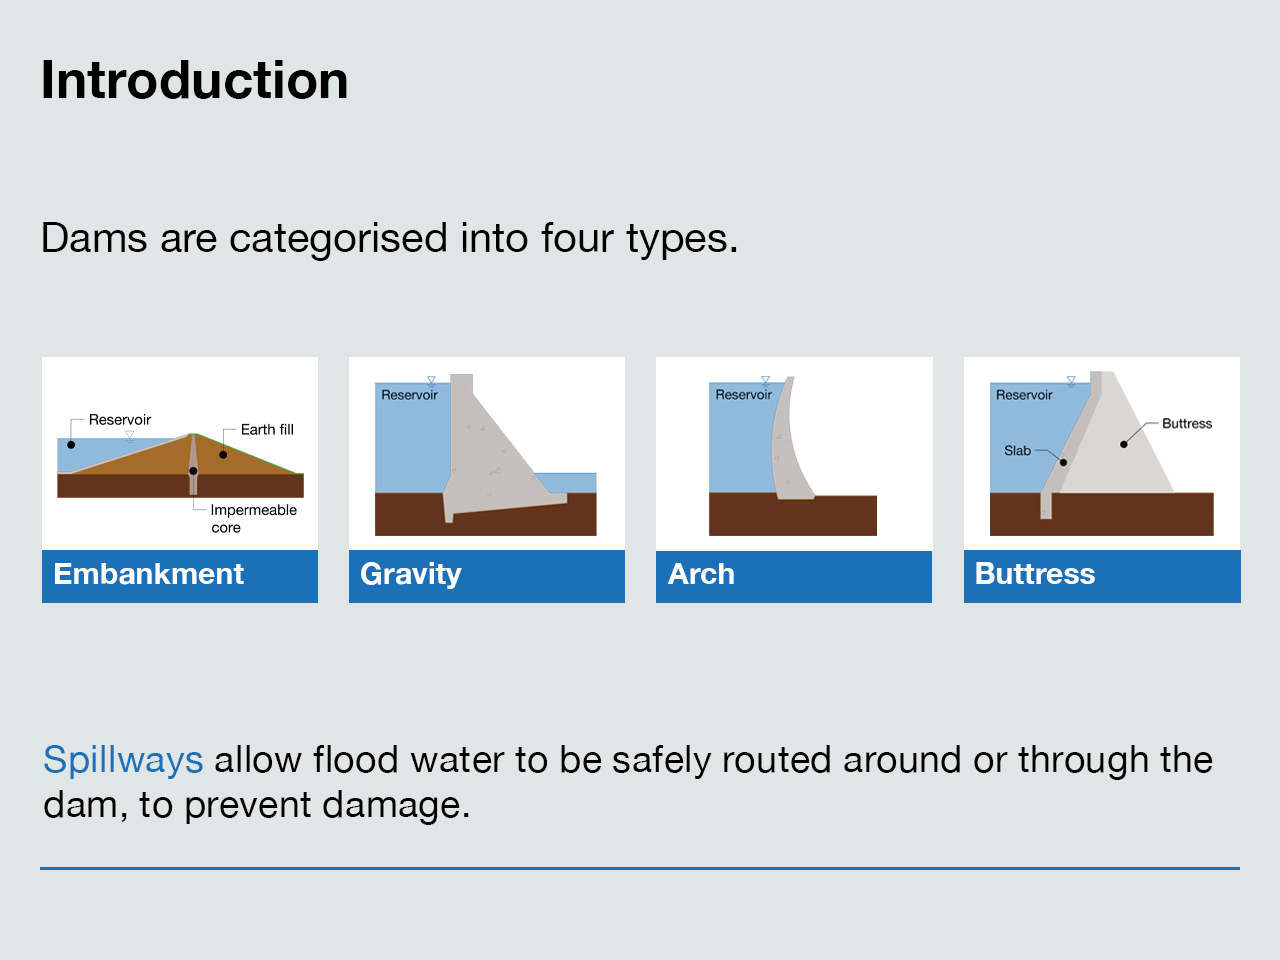 Introduction
Dams are categorised into four types.
Reservoir
Earth fill
Impermeable
core
Embankment
Reservoir
Gravity
Reservoir
Arch
Reservoir
Buttress
Slab
Buttress
Spillways allow flood water to be safely routed around or through the
dam, to prevent damage.